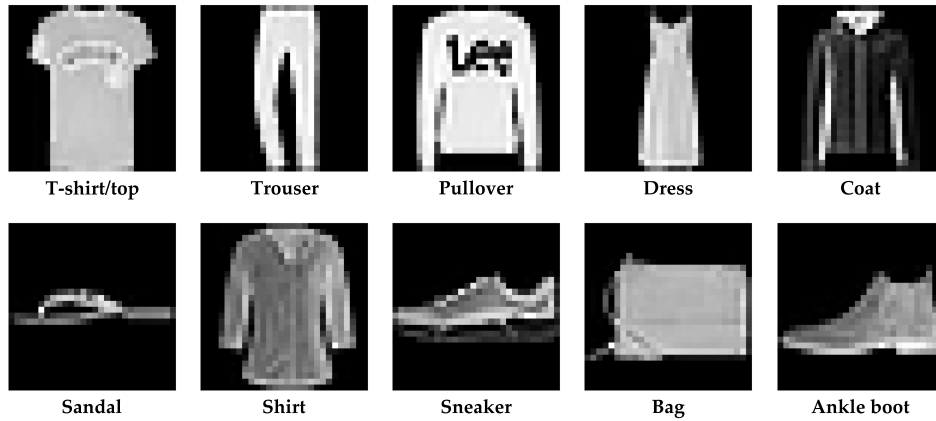 Lee
T-shirt/top
Trouser
Pullover
Dress
Coat
Sandal
Shirt
Sneaker
Bag
Ankle boot